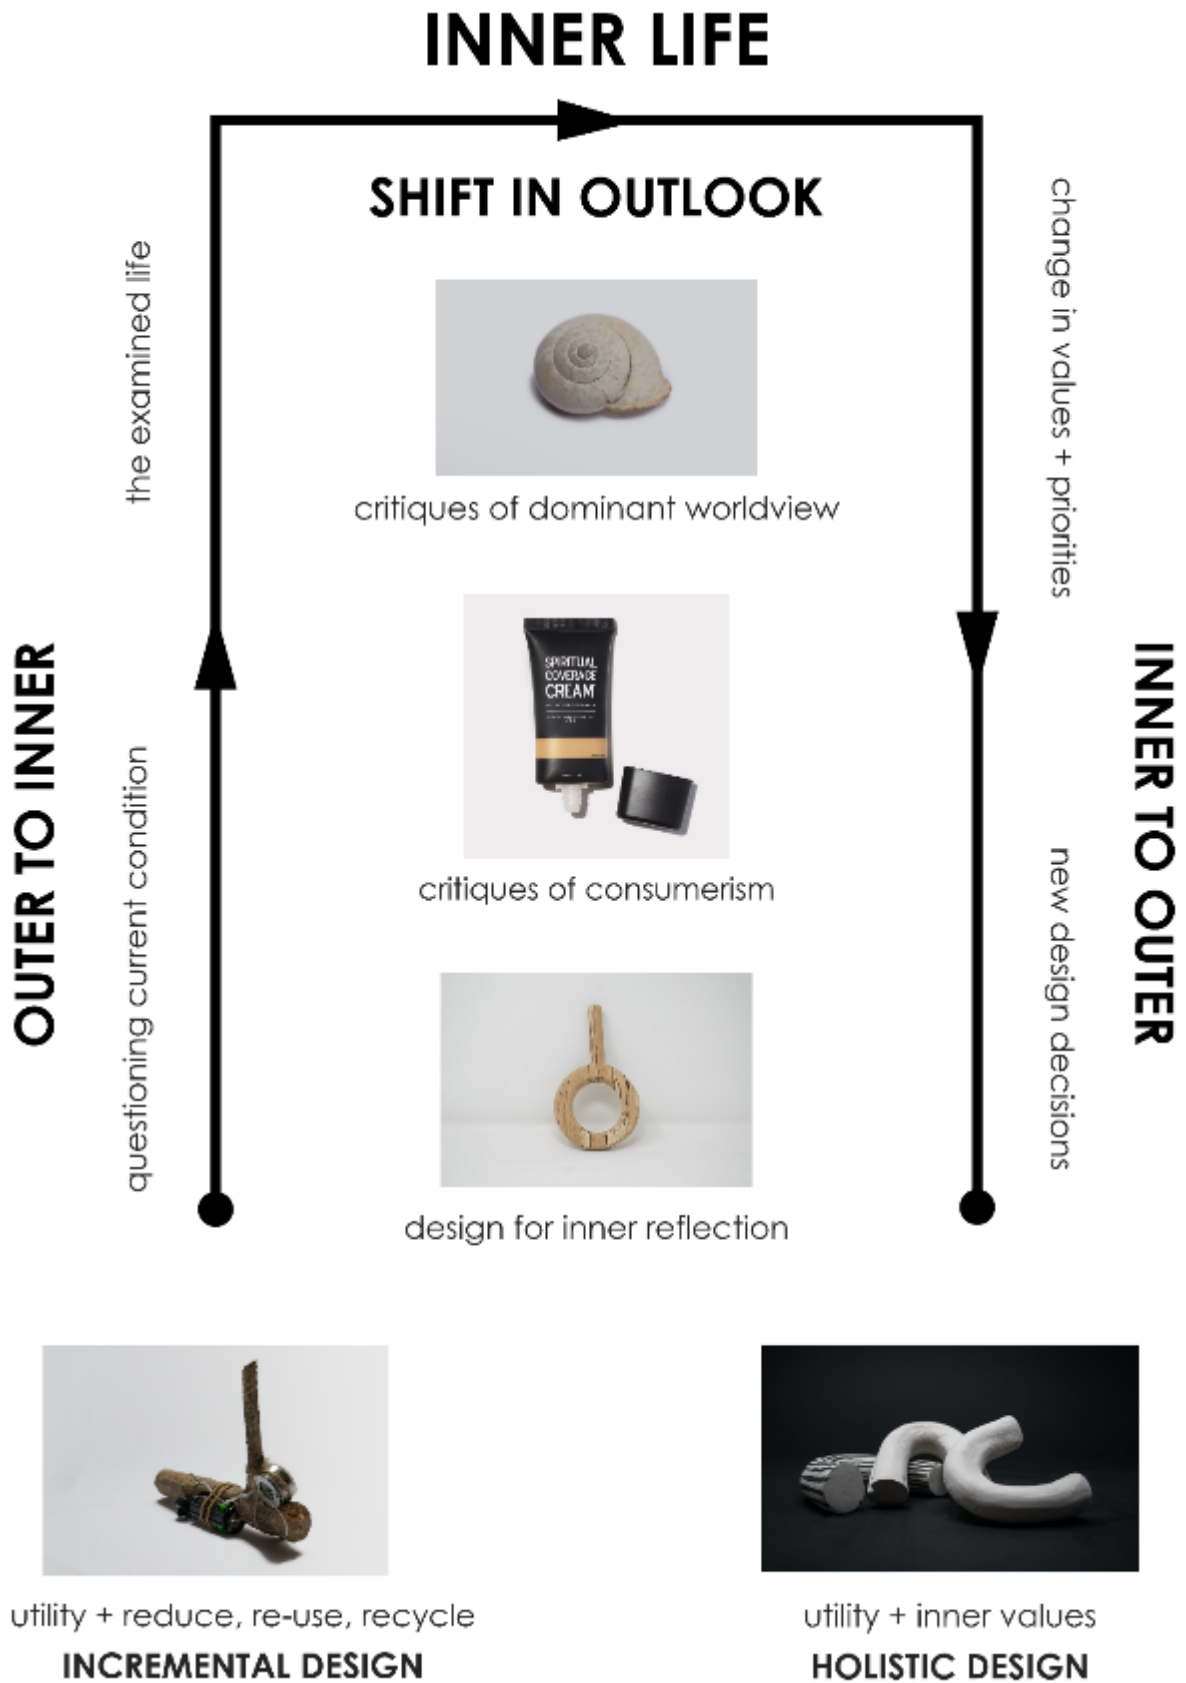 INNER LIFE
SHIFT IN OUTLOOK
OUTER TO INNER
the examined life
questioning current condition
critiques of dominant worldview
SPIRITUAL
COVERAGE
CREAM
critiques of consumerism
design for inner reflection
change in values + priorities
new design decisions
INNER TO OUTER
utility + reduce, re-use, recycle
INCREMENTAL DESIGN
utility + inner values
HOLISTIC DESIGN